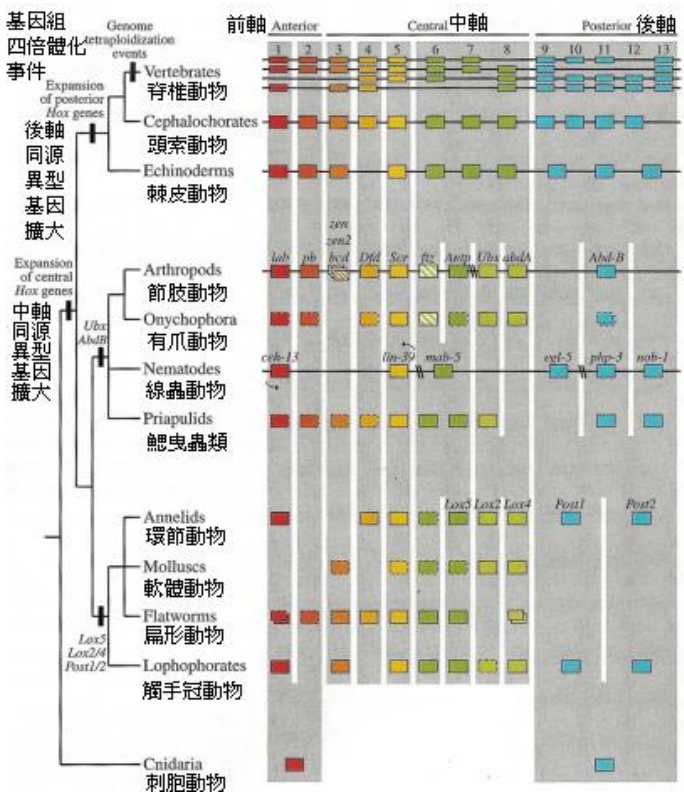 基因組
四倍體化
事件
Genome
tetraploidization
events
前軸 Anterior
Central 中軸
Posterior 後軸
1 2 3 4 5 6 7 8 9 10 11 12 13
Expansion
of posterior
Hox genes
後軸
同源
異型
基因
擴大
Vertebrates
脊椎動物
Cephalochorates
頭索動物
Echinoderms
棘皮動物
Expansion
of central
Hox genes
中軸
同源
異型
基因
擴大
Ubx
AbdB
zen
zen2
lab pb bcd Dfd Scr ftz Antp Ubx abdA Abd-B
Arthropods
節肢動物
Onychophora
有爪動物
ceh-13 lin-39 mab-5 egl-5 php-3 nob-1
Nematodes
線蟲動物
Priapulids
鰓曳蟲類
Lox5 Lox2 Lox4 Post1 Post2
Annelids
環節動物
Molluscs
軟體動物
Flatworms
扁形動物
Lox5
Lox2/4
Post1/2
Lophophorates
觸手冠動物
Cnidaria
刺胞動物